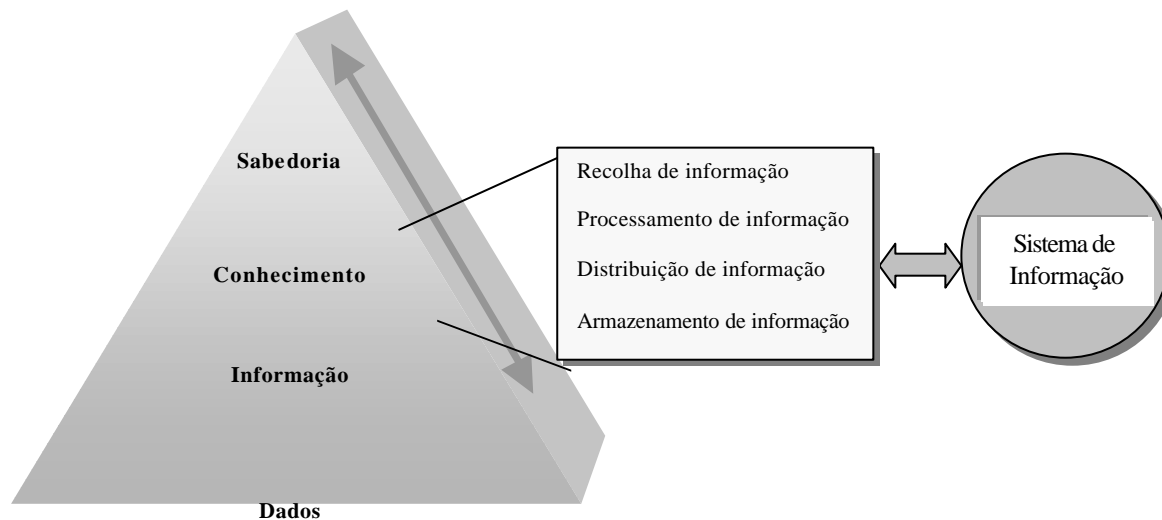 Sabedoria
Conhecimento
Informação
Dados
Recolha de informação
Processamento de informação
Distribuição de informação
Armazenamento de informação
Sistema de
Informação